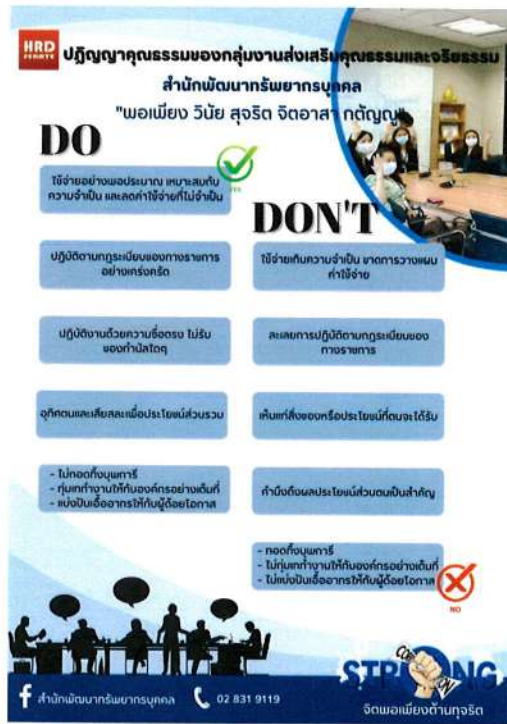 HRD
SENATE
ปฏิญญาคุณธรรมของกลุ่มงานส่งเสริมคุณธรรมและจริยธรรม
สำนักพัฒนาทรัพยากรบุคคล
"พอเพียง วินัย สุจริต จิตอาสา กตัญญู"
DO
ใช้จ่ายอย่างพอประมาณ เหมาะสมกับ
ความจำเป็น และลดค่าใช้จ่ายที่ไม่จำเป็น
YES
ปฏิบัติตามกฎระเบียบของทางราชการ
อย่างเคร่งครัด
ปฏิบัติงานด้วยความซื่อตรง ไม่รับ
ของกำนัลใดๆ
อุทิศตนและเสียสละเพื่อประโยชน์ส่วนรวม
- ไม่ทอดทิ้งบุพการี
- ทุ่มเททำงานให้กับองค์กรอย่างเต็มที่
- แบ่งปันเอื้ออาทรให้กับผู้ด้อยโอกาส
DON'T
ใช้จ่ายเกินความจำเป็น ขาดการวางแผน
ค่าใช้จ่าย
ละเลยการปฏิบัติตามกฎระเบียบของ
ทางราชการ
เห็นแก่สิ่งของหรือประโยชน์ที่ตนจะได้รับ
คำนึงถึงผลประโยชน์ส่วนตนเป็นสำคัญ
- ทอดทิ้งบุพการี
- ไม่ทุ่มเททำงานให้กับองค์กรอย่างเต็มที่
- ไม่แบ่งปันเอื้ออาทรให้กับผู้ด้อยโอกาส
NO
STRONG
จิตพอเพียงต้านทุจริต
f สำนักพัฒนาทรัพยากรบุคคล
02 831 9119